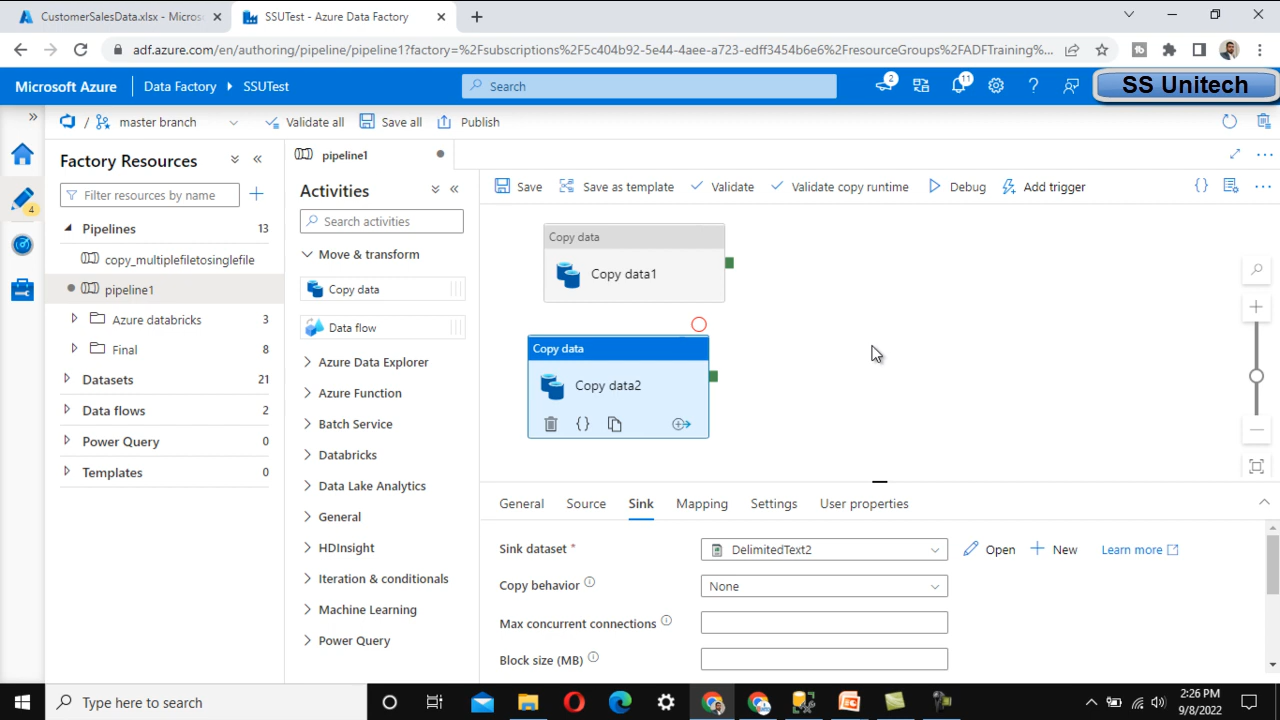 CustomerSalesData.xlsx - Micros
SSUTest - Azure Data Factory
adf.azure.com/en/authoring/pipeline/pipeline1?factory=%2Fsubscriptions%2F5c404b92-5e44-4aee-a723-edff3454b6e6%2FresourceGroups%2FADFTraining%...
Microsoft Azure
Data Factory
SSUTest
Search
2
11
SS Unitech
master branch
Validate all
Save all
Publish
Factory Resources
Filter resources by name
4
Pipelines 13
copy_multiplefiletosinglefile
pipeline1
Azure databricks 3
Final 8
Datasets 21
Data flows 2
Power Query 0
Templates 0
pipeline1
Activities
Search activities
Move & transform
Copy data
Data flow
Azure Data Explorer
Azure Function
Batch Service
Databricks
Data Lake Analytics
General
HDInsight
Iteration & conditionals
Machine Learning
Power Query
Save
Save as template
Validate
Validate copy runtime
Debug
Add trigger
Copy data
Copy data1
Copy data
Copy data2
General
Source
Sink
Mapping
Settings
User properties
Sink dataset *
DelimitedText2
Open
New
Learn more
Copy behavior
None
Max concurrent connections
Block size (MB)
Type here to search
2:26 PM
9/8/2022